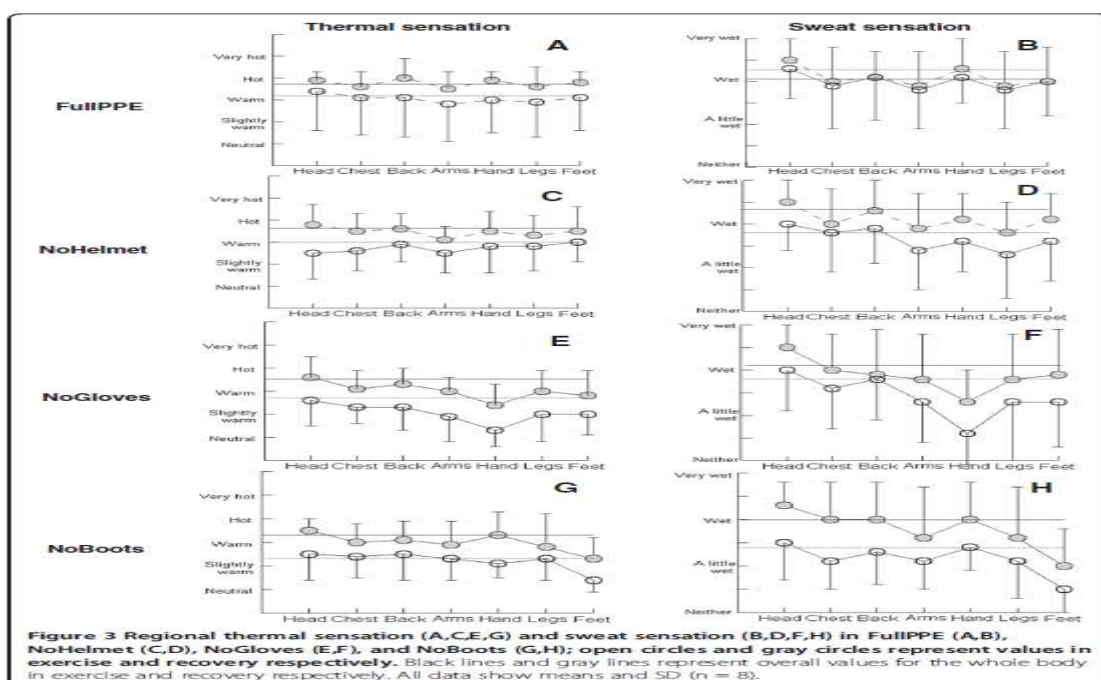 Thermal sensation Sweat sensation
A
Very hot
Hot
Warm
Slightly
warm
Neutral
FullPPE
Head Chest Back Arms Hand Legs Feet
B
Very wet
Wet
A little
wet
Neither
Head Chest Back Arms Hand Legs Feet
C
Very hot
Hot
Warm
Slightly
warm
Neutral
NoHelmet
Head Chest Back Arms Hand Legs Feet
D
Very wet
Wet
A little
wet
Neither
Head Chest Back Arms Hand Legs Feet
E
Very hot
Hot
Warm
Slightly
warm
Neutral
NoGloves
Head Chest Back Arms Hand Legs Feet
F
Very wet
Wet
A little
wet
Neither
Head Chest Back Arms Hand Legs Feet
G
Very hot
Hot
Warm
Slightly
warm
Neutral
NoBoots
Head Chest Back Arms Hand Legs Feet
H
Very wet
Wet
A little
wet
Neither
Head Chest Back Arms Hand Legs Feet
Figure 3 Regional thermal sensation (A,C,E,G) and sweat sensation (B,D,F,H) in FullPPE (A,B),
NoHelmet (C,D), NoGloves (E,F), and NoBoots (G,H); open circles and gray circles represent values in
exercise and recovery respectively. Black lines and gray lines represent overall values for the whole body
in exercise and recovery respectively. All data show means and SD (n = 8).